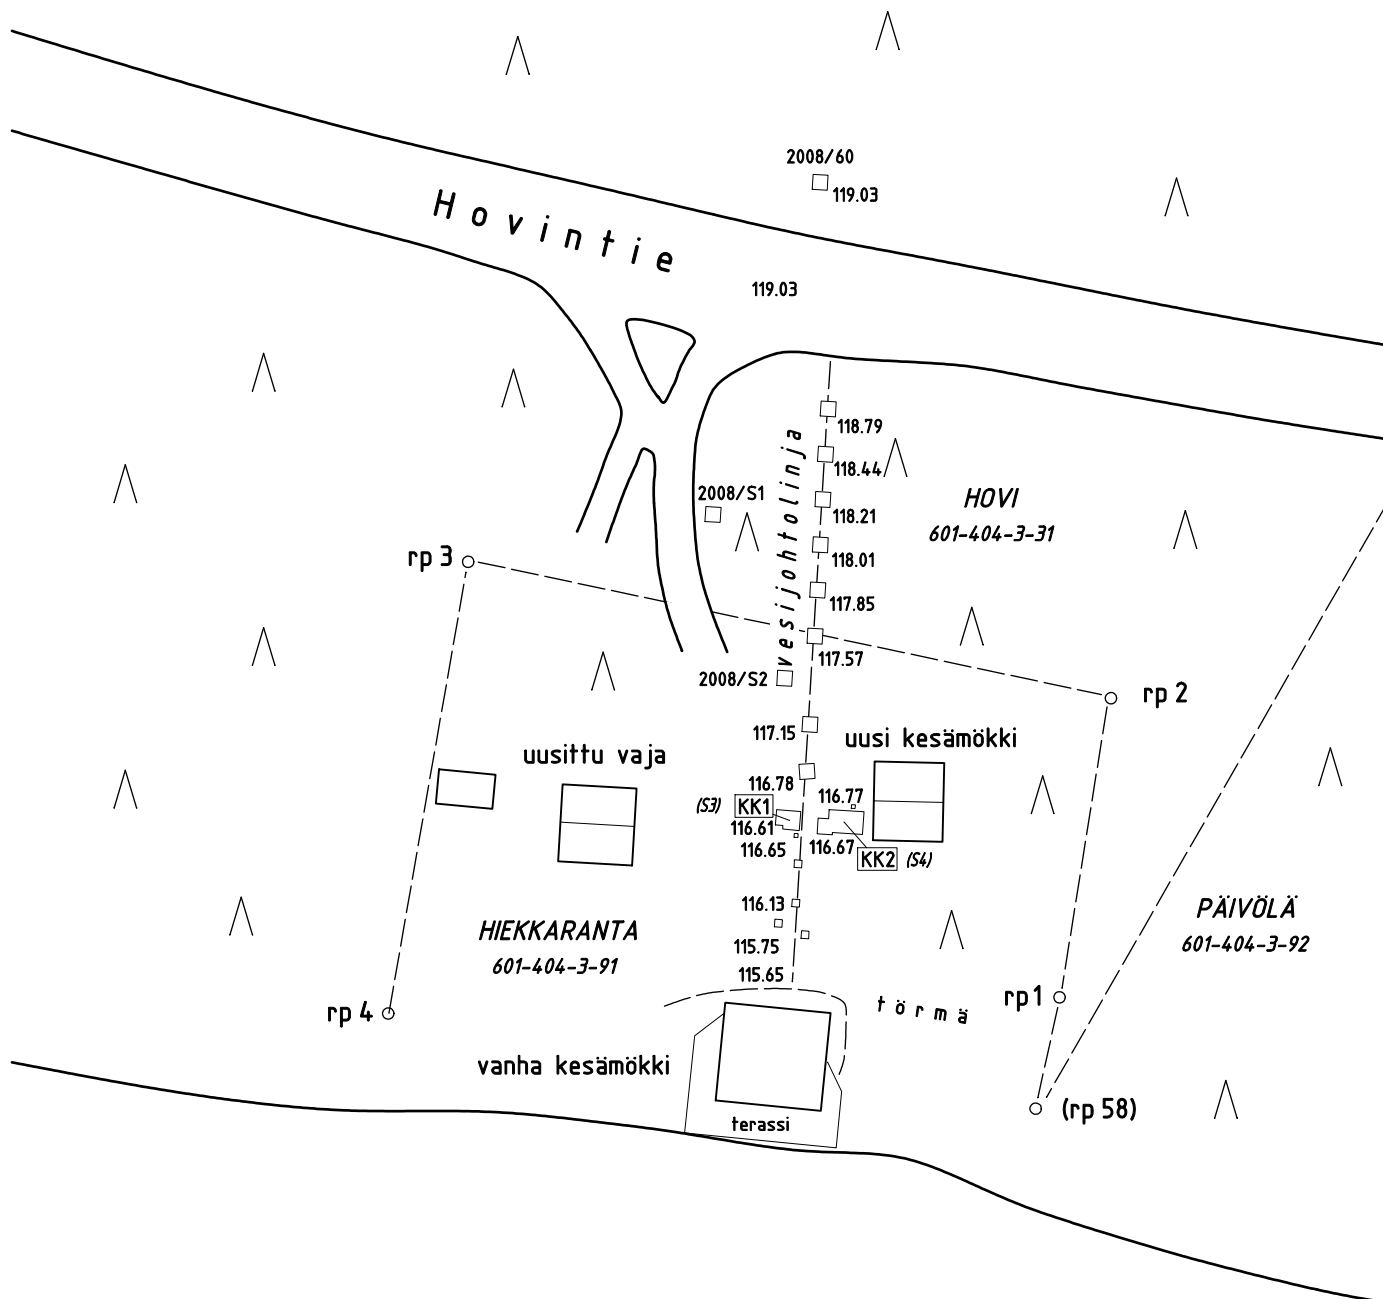 2008/60
119.03
Hovintie
119.03
118.79
vesijohtolinja
118.44
2008/S1
HOVI
118.21
601-404-3-31
rp 3
118.01
117.85
117.57
2008/S2
rp 2
117.15
uusi kesämökki
uusittu vaja
116.78
116.77
(S3)
KK1
116.61
116.65
116.67
KK2
(S4)
116.13
PÄIVÖLÄ
601-404-3-92
HIEKKARANTA
601-404-3-91
115.75
115.65
rp1
rp 4
törmä
vanha kesämökki
(rp 58)
terassi